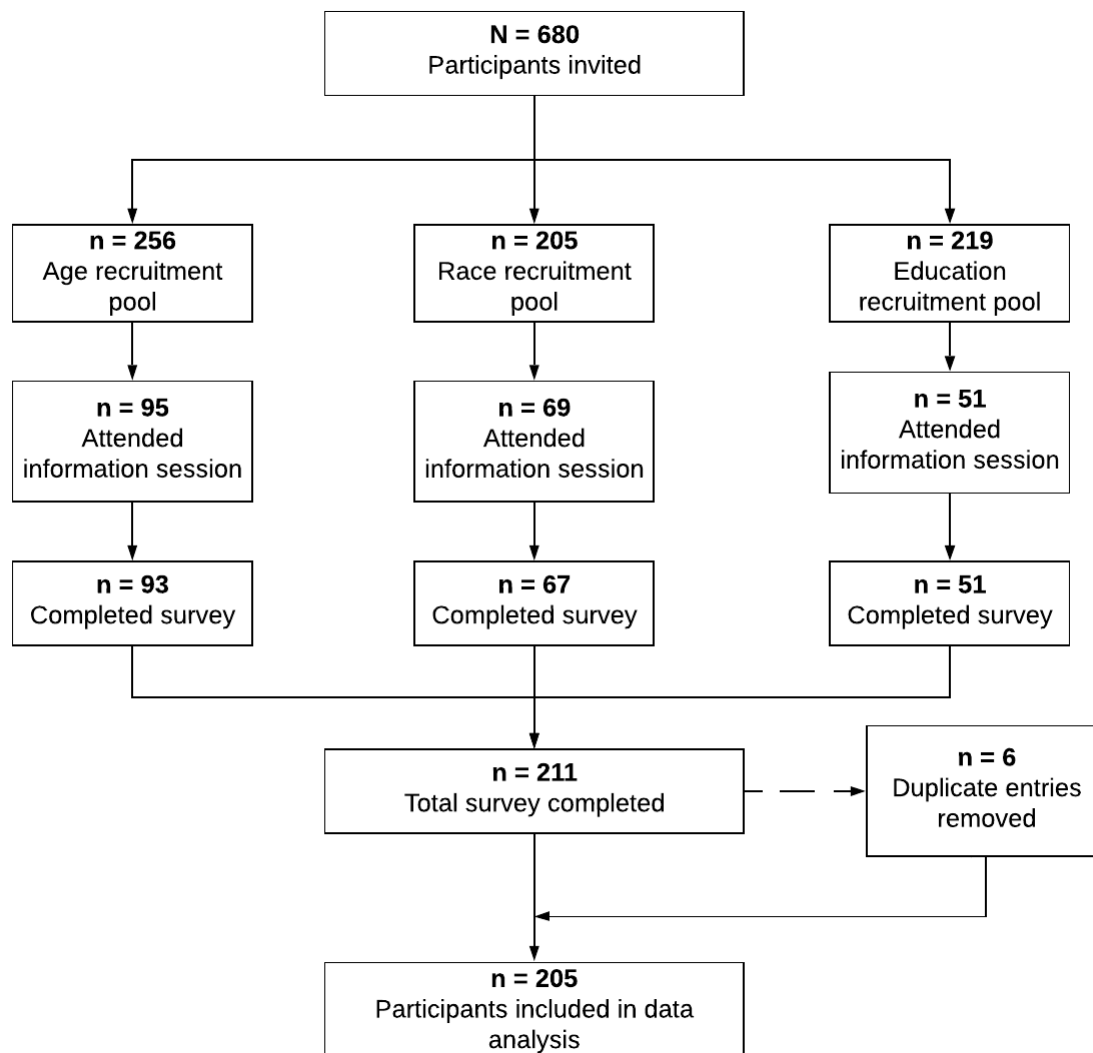 N = 680
Participants invited
n = 256
Age recruitment
pool
n = 205
Race recruitment
pool
n = 219
Education
recruitment pool
n = 95
Attended
information session
n = 69
Attended
information session
n = 51
Attended
information session
n = 93
Completed survey
n = 67
Completed survey
n = 51
Completed survey
n = 211
Total survey completed
n = 6
Duplicate entries
removed
n = 205
Participants included in data
analysis